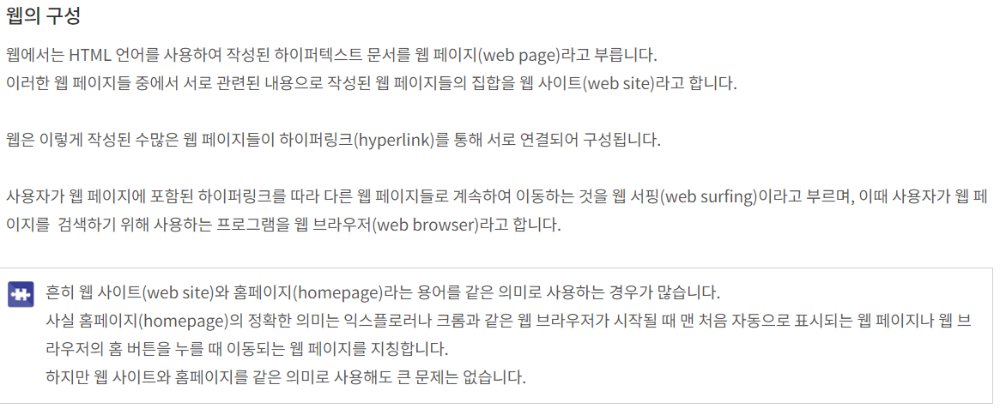 웹의 구성
웹에서는 HTML 언어를 사용하여 작성된 하이퍼텍스트 문서를 웹 페이지(web page)라고 부릅니다.
이러한 웹 페이지들 중에서 서로 관련된 내용으로 작성된 웹 페이지들의 집합을 웹 사이트(web site)라고 합니다.
웹은 이렇게 작성된 수많은 웹 페이지들이 하이퍼링크(hyperlink)를 통해 서로 연결되어 구성됩니다.
사용자가 웹 페이지에 포함된 하이퍼링크를 따라 다른 웹 페이지들로 계속하여 이동하는 것을 웹 서핑(web surfing)이라고 부르며, 이때 사용자가 웹 페
이지를 검색하기 위해 사용하는 프로그램을 웹 브라우저(web browser)라고 합니다.
흔히 웹 사이트(web site)와 홈페이지(homepage)라는 용어를 같은 의미로 사용하는 경우가 많습니다.
사실 홈페이지(homepage)의 정확한 의미는 익스플로러나 크롬과 같은 웹 브라우저가 시작될 때 맨 처음 자동으로 표시되는 웹 페이지나 웹 브
라우저의 홈 버튼을 누를 때 이동되는 웹 페이지를 지칭합니다.
하지만 웹 사이트와 홈페이지를 같은 의미로 사용해도 큰 문제는 없습니다.